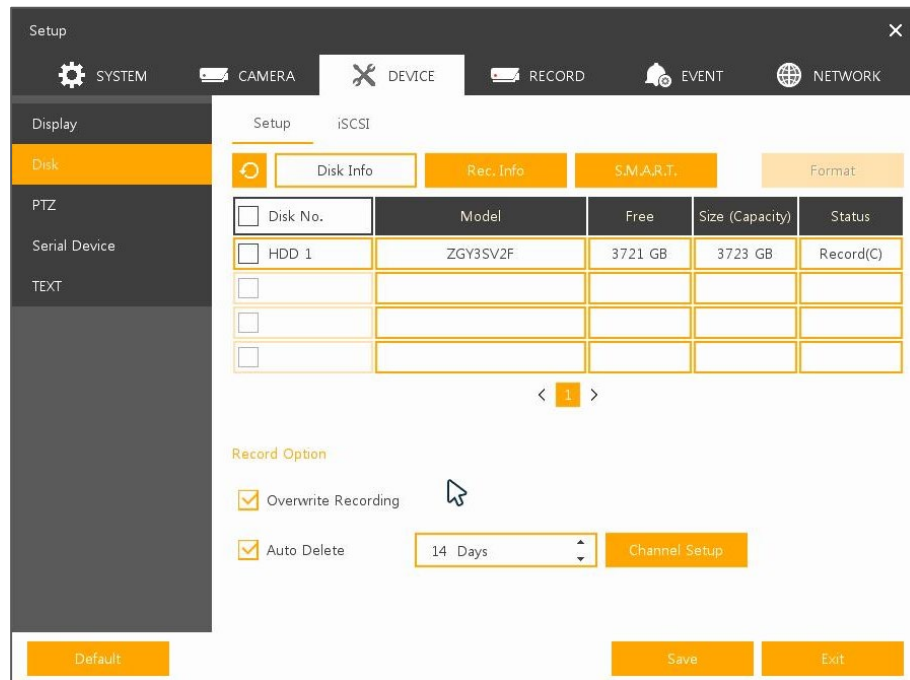 Setup
SYSTEM CAMERA DEVICE RECORD EVENT NETWORK
Display
Disk
PTZ
Serial Device
TEXT
Setup iSCSI
Disk Info Rec. Info S.M.A.R.T. Format
Disk No. Model Free Size (Capacity) Status
HDD 1 ZGY3SV2F 3721 GB 3723 GB Record(C)
< 1 >
Record Option
Overwrite Recording
Auto Delete 14 Days Channel Setup
Default Save Exit